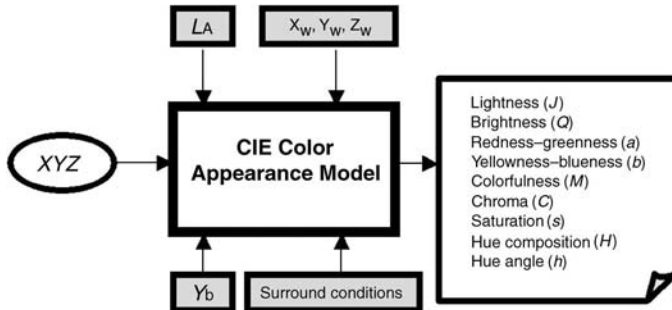 LA
Xw, Yw, Zw
XYZ
CIE Color
Appearance Model
Yb
Surround conditions
Lightness (J)
Brightness (Q)
Redness–greenness (a)
Yellowness–blueness (b)
Colorfulness (M)
Chroma (C)
Saturation (s)
Hue composition (H)
Hue angle (h)